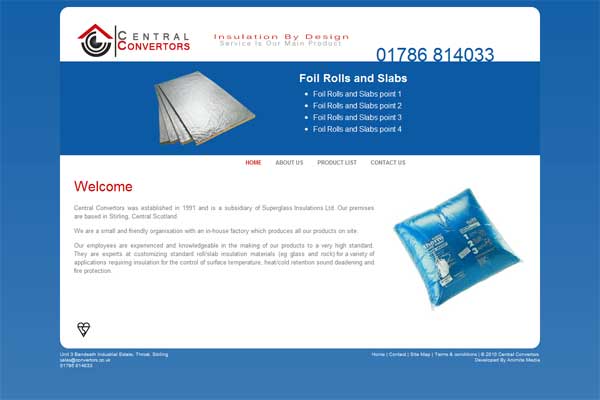 CENTRAL
CONVERTORS
Insulation By Design
Service Is Our Main Product
01786 814033
Foil Rolls and Slabs
Foil Rolls and Slabs point 1
Foil Rolls and Slabs point 2
Foil Rolls and Slabs point 3
Foil Rolls and Slabs point 4
HOME ABOUT US PRODUCT LIST CONTACT US
Welcome
Central Convertors was established in 1991 and is a subsidiary of Superglass Insulations Ltd. Our premises
are based in Stirling, Central Scotland.
We are a small and friendly organisation with an in-house factory which produces all our products on site.
Our employees are experienced and knowledgeable in the making of our products to a very high standard.
They are experts at customizing standard roll/slab insulation materials (eg glass and rock) for a variety of
applications requiring insulation for the control of surface temperature, heat/cold retention sound deadening and
fire protection.
1
2
3
Unit 3 Bandeath Industrial Estate, Throsk, Stirling
sales@convertors.co.uk
01786 814033
Home | Contact | Site Map | Terms & conditions | © 2010 Central Convertors
Developed By Animite Media